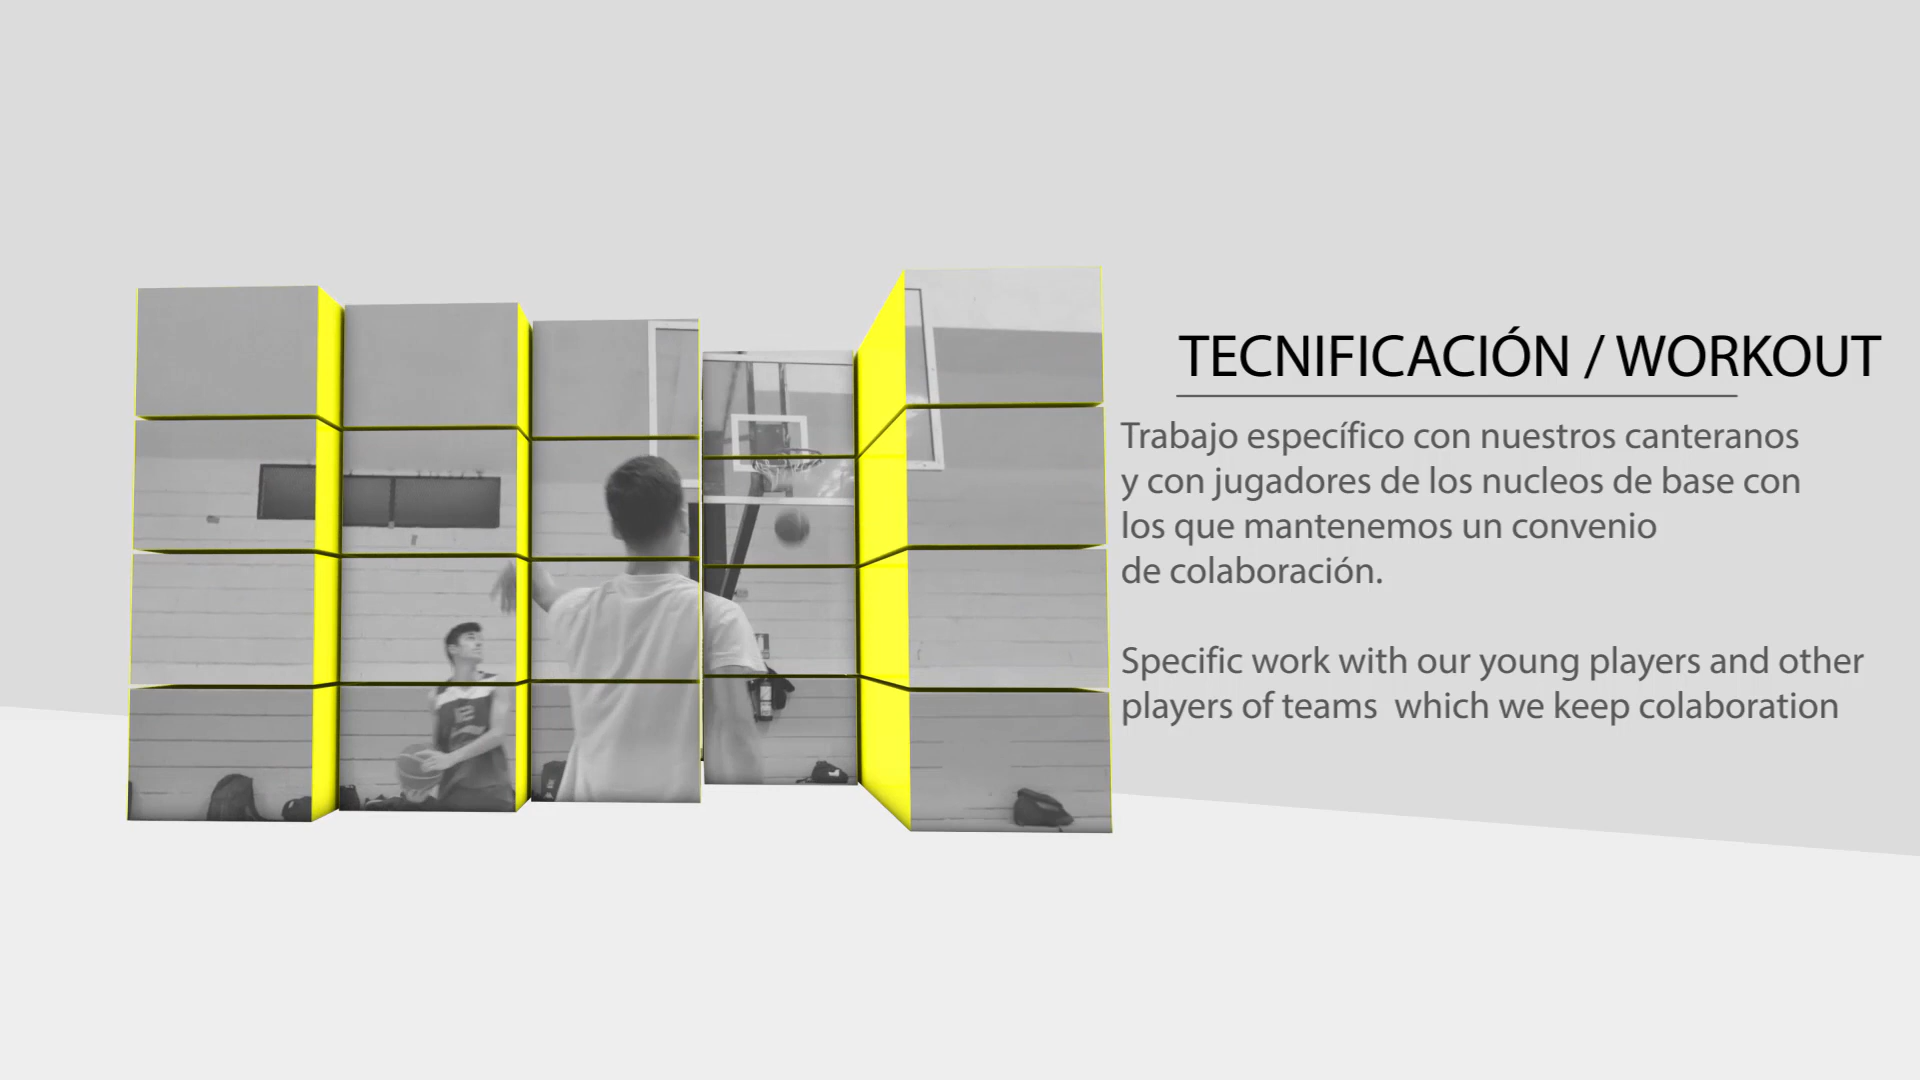 TECNIFICACIÓN / WORKOUT
Trabajo específico con nuestros canteranos
y con jugadores de los nucleos de base con
los que mantenemos un convenio
de colaboración.
Specific work with our young players and other
players of teams  which we keep colaboration
12